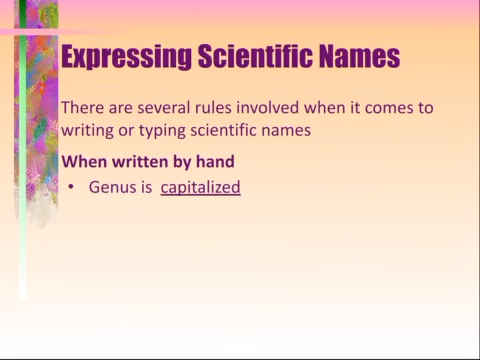 Expressing Scientific Names
There are several rules involved when it comes to
writing or typing scientific names
When written by hand
• Genus is capitalized